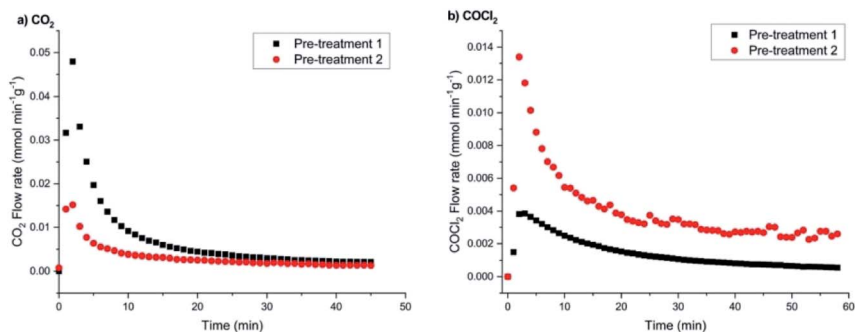 a) CO₂
Pre-treatment 1
Pre-treatment 2
CO₂ Flow rate (mmol min⁻¹g⁻¹)
0.05
0.04
0.03
0.02
0.01
0.00
0 10 20 30 40 50
Time (min)
b) COCl₂
Pre-treatment 1
Pre-treatment 2
COCl₂ Flow rate (mmol min⁻¹g⁻¹)
0.014
0.012
0.010
0.008
0.006
0.004
0.002
0.000
0 10 20 30 40 50 60
Time (min)